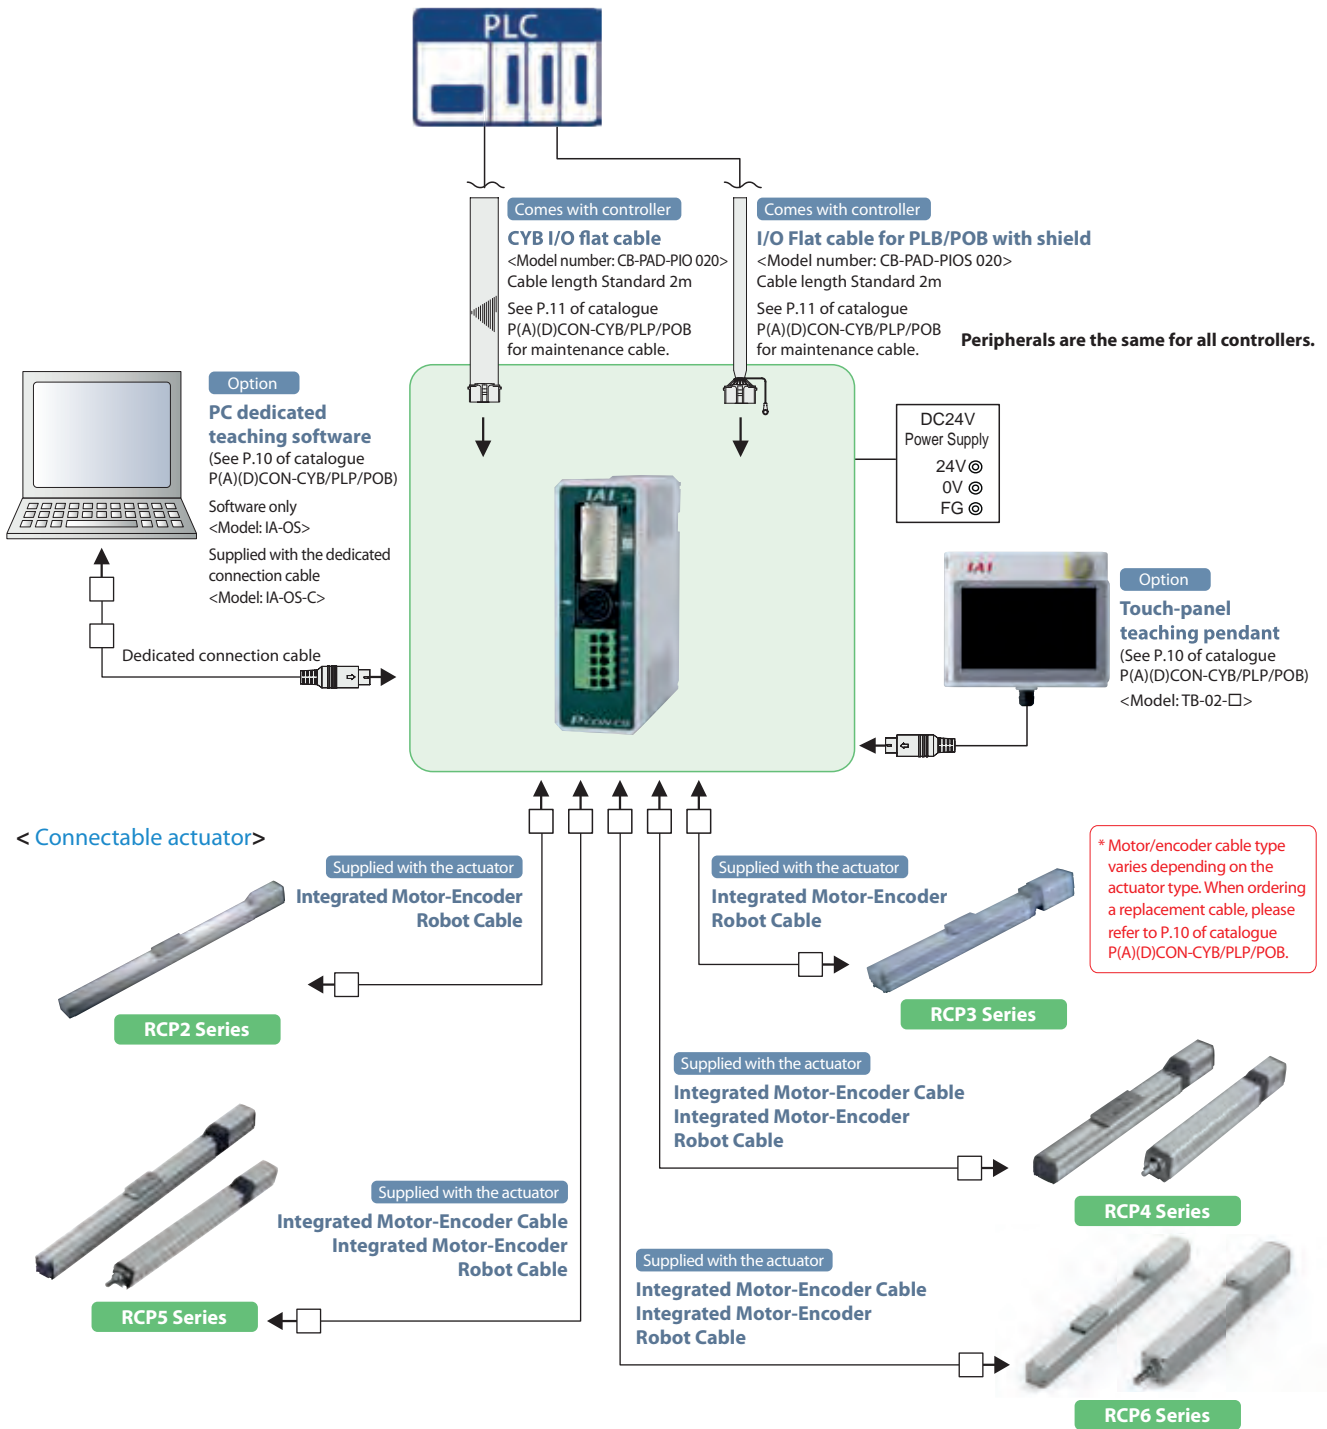 PLC
Comes with controller
CYB I/O flat cable
<Model number: CB-PAD-PIO 020>
Cable length Standard 2m
See P.11 of catalogue
P(A)(D)CON-CYB/PLP/POB
for maintenance cable.
Comes with controller
I/O Flat cable for PLB/POB with shield
<Model number: CB-PAD-PIOS 020>
Cable length Standard 2m
See P.11 of catalogue
P(A)(D)CON-CYB/PLP/POB
for maintenance cable.
Peripherals are the same for all controllers.
Option
PC dedicated
teaching software
(See P.10 of catalogue
P(A)(D)CON-CYB/PLP/POB)
Software only
<Model: IA-OS>
Supplied with the dedicated
connection cable
<Model: IA-OS-C>
Dedicated connection cable
IAI
PCON-CB
DC24V
Power Supply
24V
0V
FG
IAI
Option
Touch-panel
teaching pendant
(See P.10 of catalogue
P(A)(D)CON-CYB/PLP/POB)
<Model: TB-02-□>
< Connectable actuator>
Supplied with the actuator
Integrated Motor-Encoder
Robot Cable
RCP2 Series
Supplied with the actuator
Integrated Motor-Encoder
Robot Cable
RCP3 Series
* Motor/encoder cable type
varies depending on the
actuator type. When ordering
a replacement cable, please
refer to P.10 of catalogue
P(A)(D)CON-CYB/PLP/POB.
Supplied with the actuator
Integrated Motor-Encoder Cable
Integrated Motor-Encoder
Robot Cable
RCP4 Series
Supplied with the actuator
Integrated Motor-Encoder Cable
Integrated Motor-Encoder
Robot Cable
RCP5 Series
Supplied with the actuator
Integrated Motor-Encoder Cable
Integrated Motor-Encoder
Robot Cable
RCP6 Series